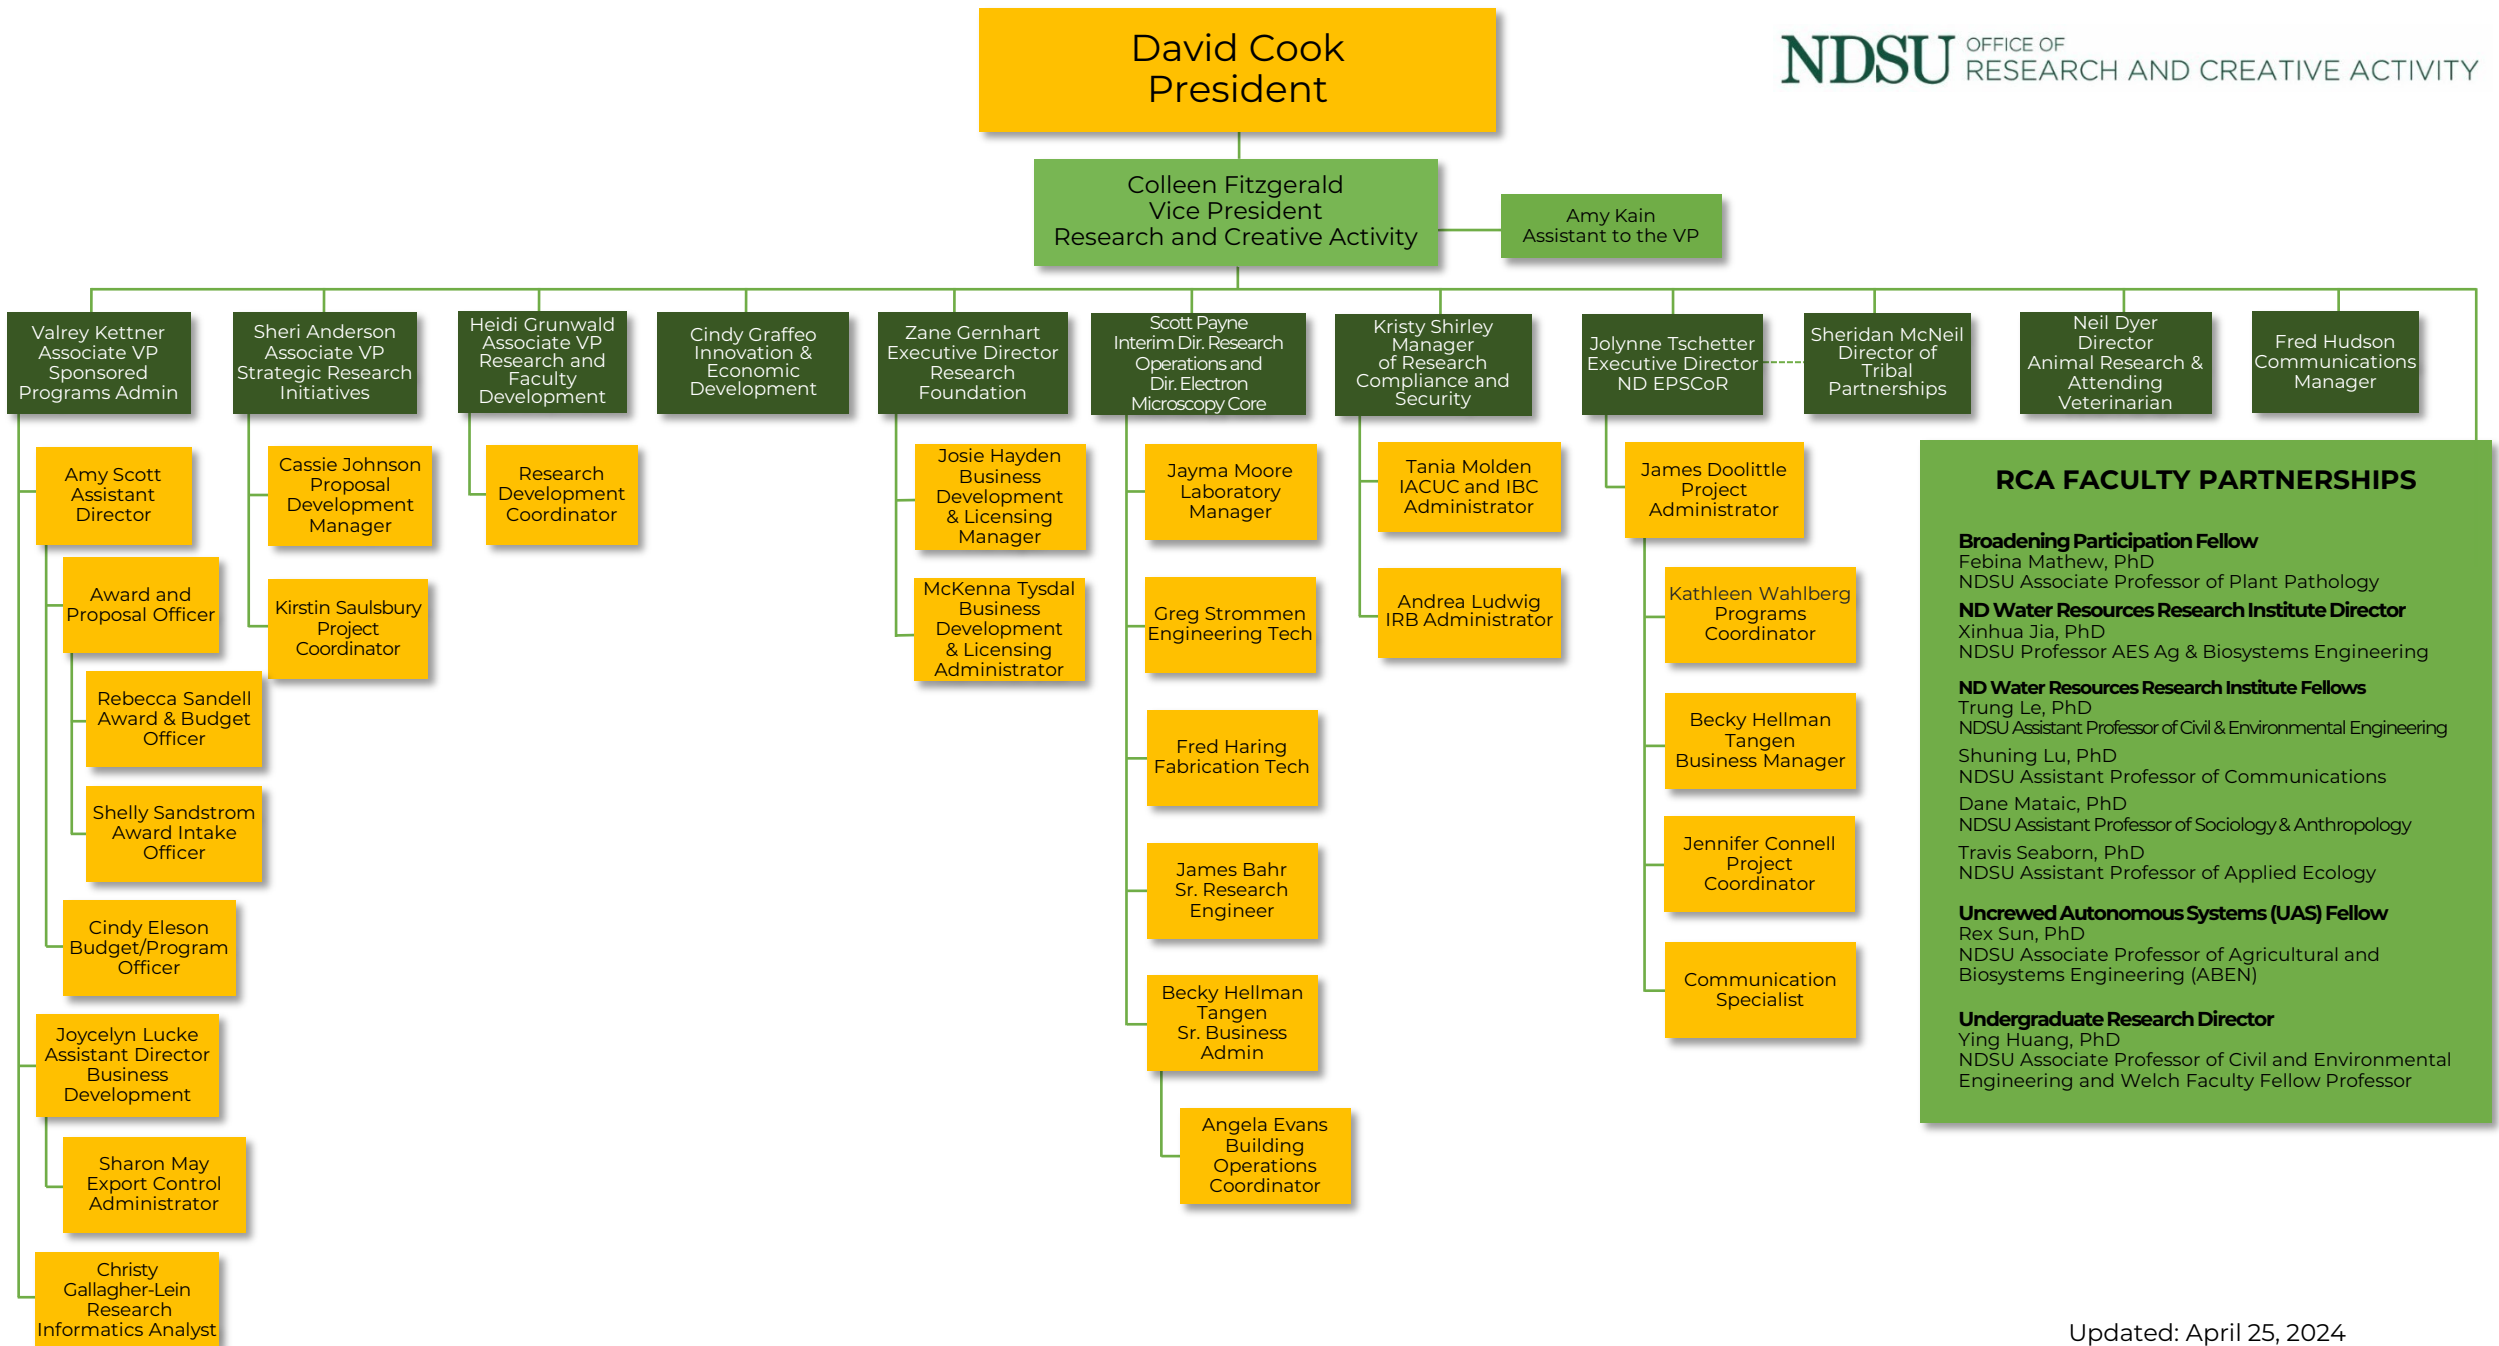 David Cook
President
NDSU OFFICE OF
RESEARCH AND CREATIVE ACTIVITY
Colleen Fitzgerald
Vice President
Research and Creative Activity
Amy Kain
Assistant to the VP
Valrey Kettner
Associate VP
Sponsored
Programs Admin
Sheri Anderson
Associate VP
Strategic Research
Initiatives
Heidi Grunwald
Associate VP
Research and
Faculty
Development
Cindy Graffeo
Innovation &
Economic
Development
Zane Gernhart
Executive Director
Research
Foundation
Scott Payne
Interim Dir. Research
Operations and
Dir. Electron
Microscopy Core
Kristy Shirley
Manager
of Research
Compliance and
Security
Jolynne Tschetter
Executive Director
ND EPSCoR
Sheridan McNeil
Director of
Tribal
Partnerships
Neil Dyer
Director
Animal Research &
Attending
Veterinarian
Fred Hudson
Communications
Manager
Amy Scott
Assistant
Director
Award and
Proposal Officer
Rebecca Sandell
Award & Budget
Officer
Shelly Sandstrom
Award Intake
Officer
Cindy Eleson
Budget/Program
Officer
Joycelyn Lucke
Assistant Director
Business
Development
Sharon May
Export Control
Administrator
Christy
Gallagher-Lein
Research
Informatics Analyst
Cassie Johnson
Proposal
Development
Manager
Kirstin Saulsbury
Project
Coordinator
Research
Development
Coordinator
Josie Hayden
Business
Development
& Licensing
Manager
McKenna Tysdal
Business
Development
& Licensing
Administrator
Jayma Moore
Laboratory
Manager
Greg Strommen
Engineering Tech
Fred Haring
Fabrication Tech
James Bahr
Sr. Research
Engineer
Becky Hellman
Tangen
Sr. Business
Admin
Angela Evans
Building
Operations
Coordinator
Tania Molden
IACUC and IBC
Administrator
Andrea Ludwig
IRB Administrator
James Doolittle
Project
Administrator
Kathleen Wahlberg
Programs
Coordinator
Becky Hellman
Tangen
Business Manager
Jennifer Connell
Project
Coordinator
Communication
Specialist
RCA FACULTY PARTNERSHIPS
Broadening Participation Fellow
Febina Mathew, PhD
NDSU Associate Professor of Plant Pathology
ND Water Resources Research Institute Director
Xinhua Jia, PhD
NDSU Professor AES Ag & Biosystems Engineering
ND Water Resources Research Institute Fellows
Trung Le, PhD
NDSU Assistant Professor of Civil & Environmental Engineering
Shuning Lu, PhD
NDSU Assistant Professor of Communications
Dane Mataic, PhD
NDSU Assistant Professor of Sociology & Anthropology
Travis Seaborn, PhD
NDSU Assistant Professor of Applied Ecology
Uncrewed Autonomous Systems (UAS) Fellow
Rex Sun, PhD
NDSU Associate Professor of Agricultural and
Biosystems Engineering (ABEN)
Undergraduate Research Director
Ying Huang, PhD
NDSU Associate Professor of Civil and Environmental
Engineering and Welch Faculty Fellow Professor
Updated: April 25, 2024